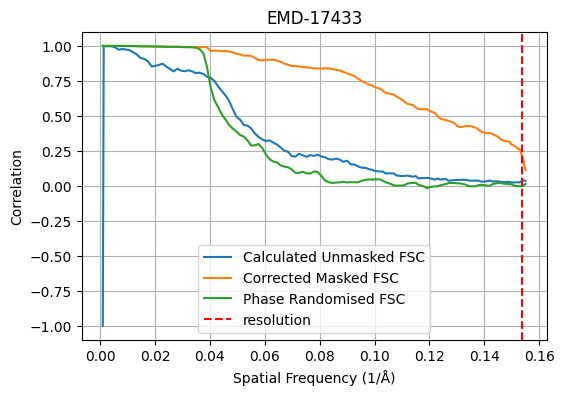 EMD-17433
1.00
0.75
0.50
0.25
0.00
−0.25
−0.50
−0.75
−1.00
Correlation
Calculated Unmasked FSC
Corrected Masked FSC
Phase Randomised FSC
resolution
0.00 0.02 0.04 0.06 0.08 0.10 0.12 0.14 0.16
Spatial Frequency (1/Å)